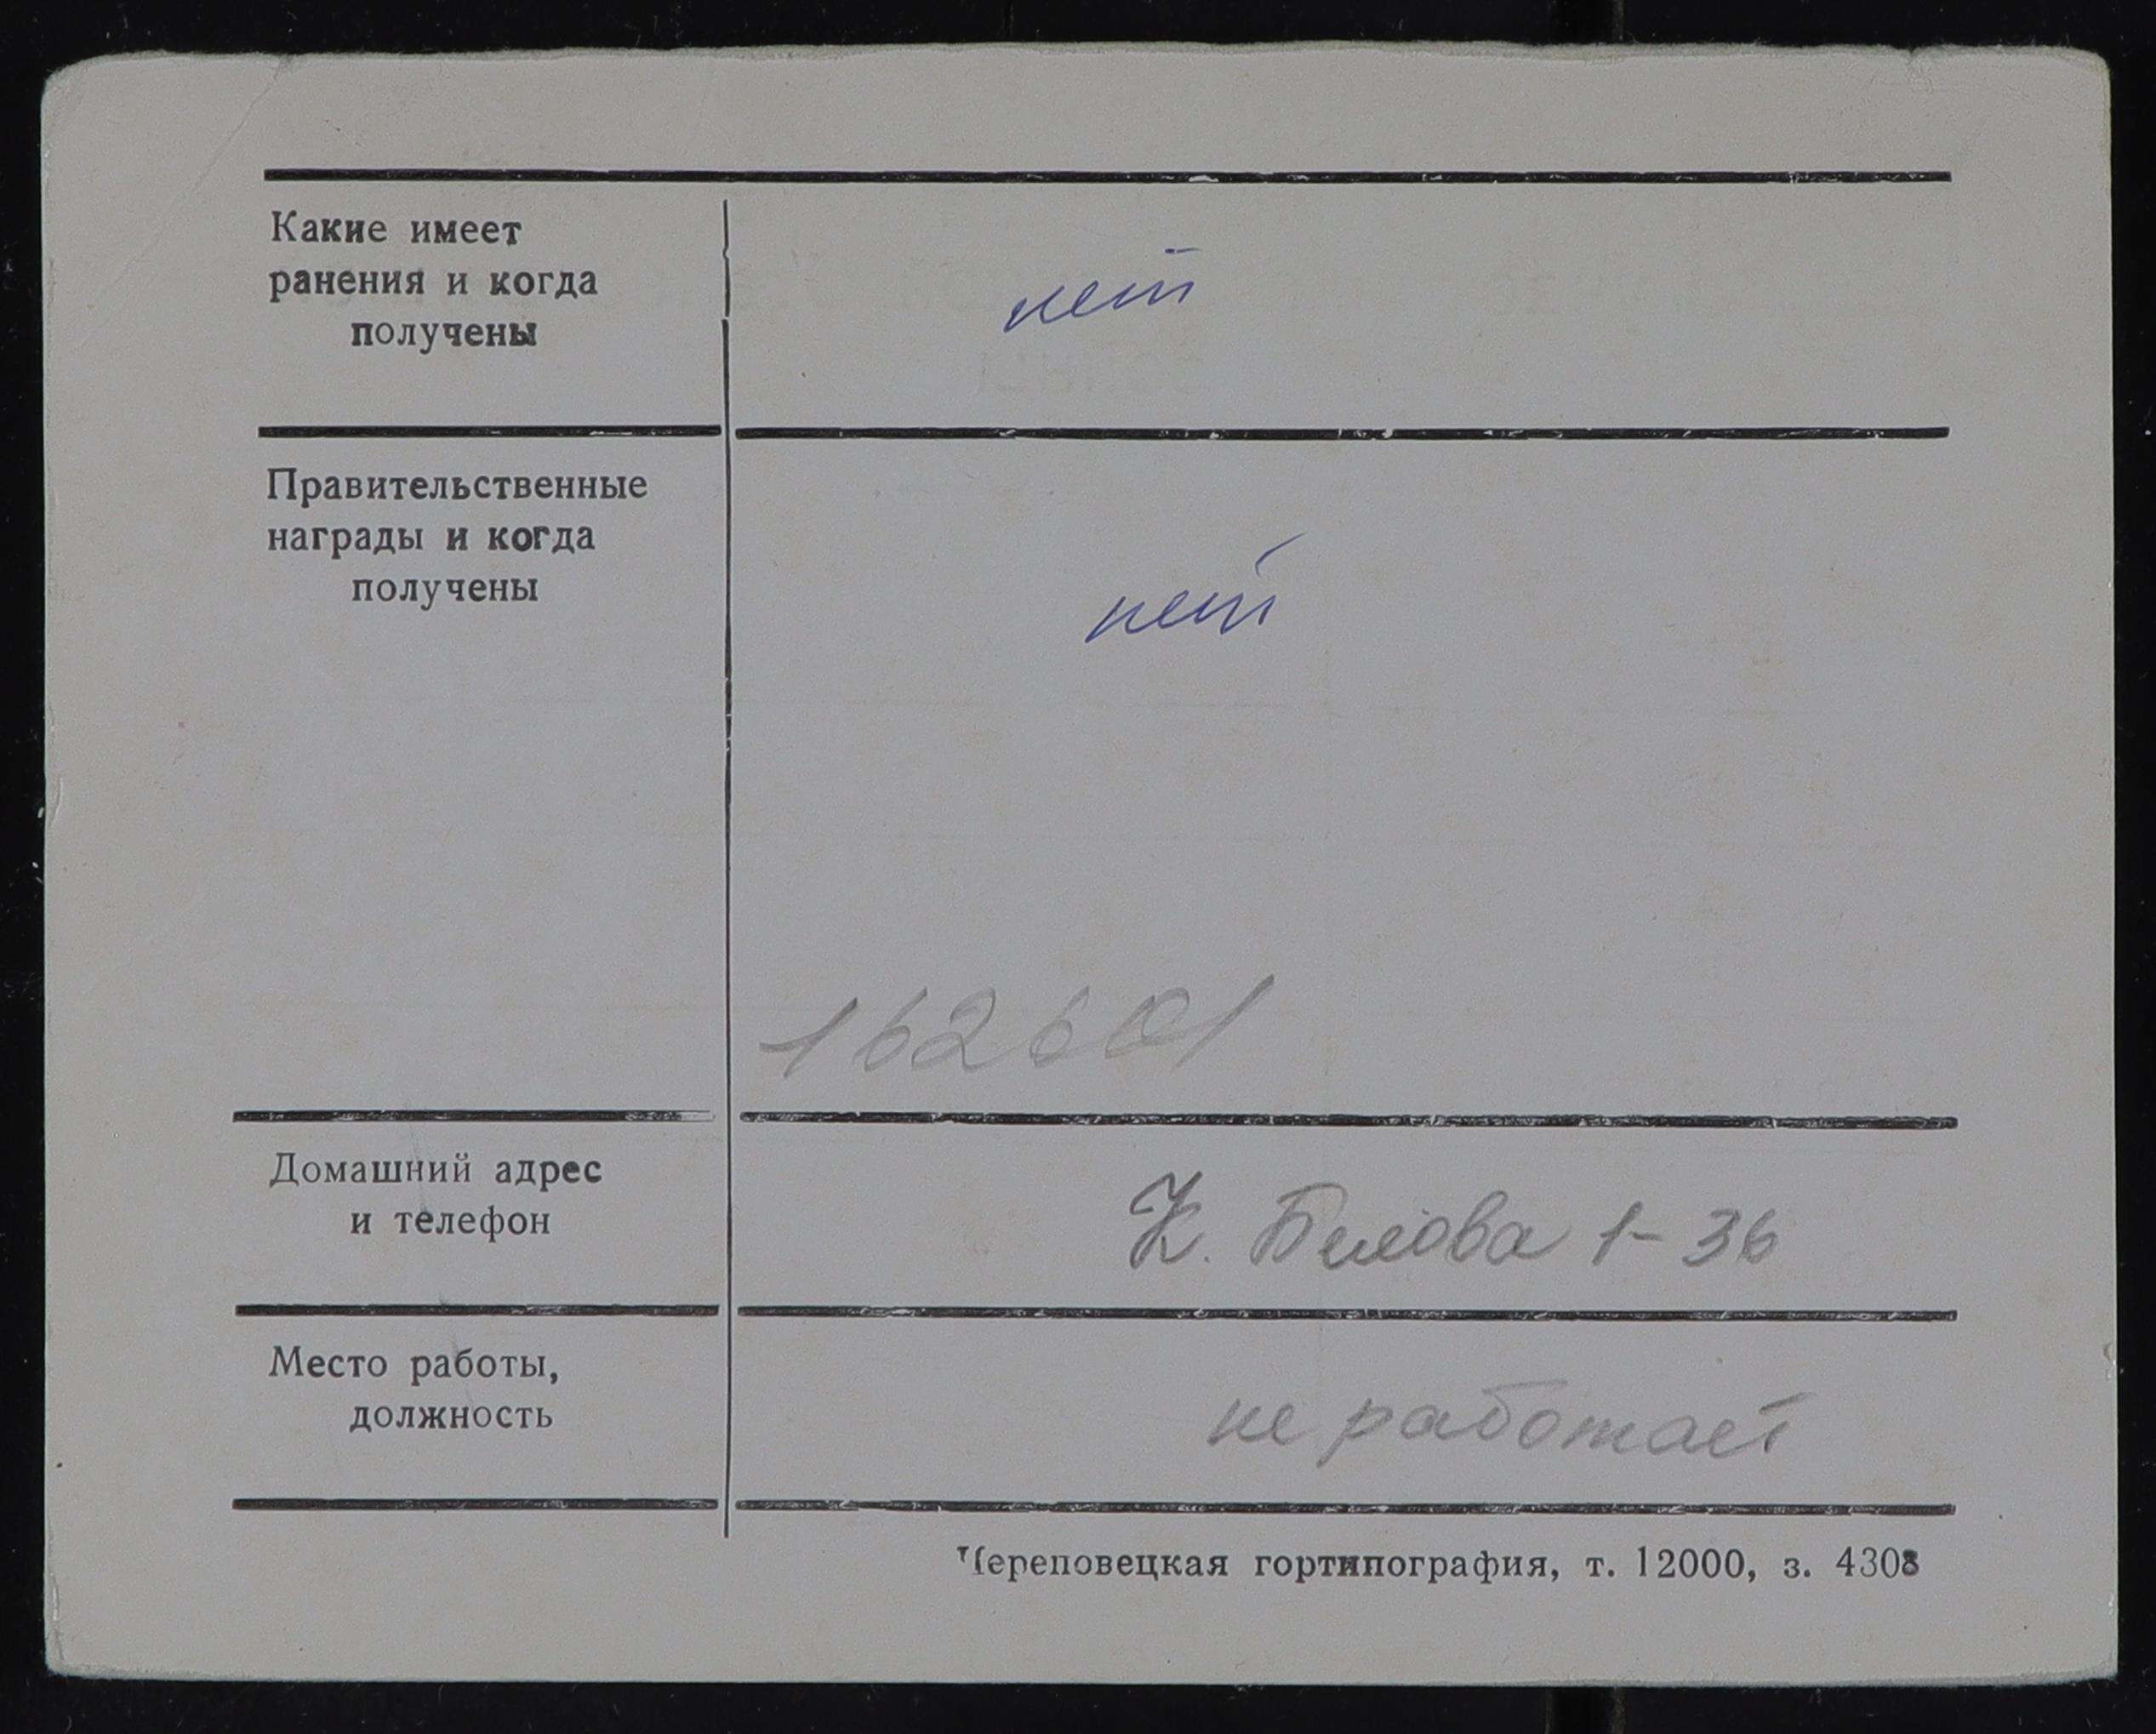 Какие имеет
ранения и когда
получены
нет
Правительственные
награды и когда
получены
нет
162601
Домашний адрес
и телефон
К. Белова 1-36
Место работы,
должность
не работает
Череповецкая гортипография, т. 12000, з. 4308